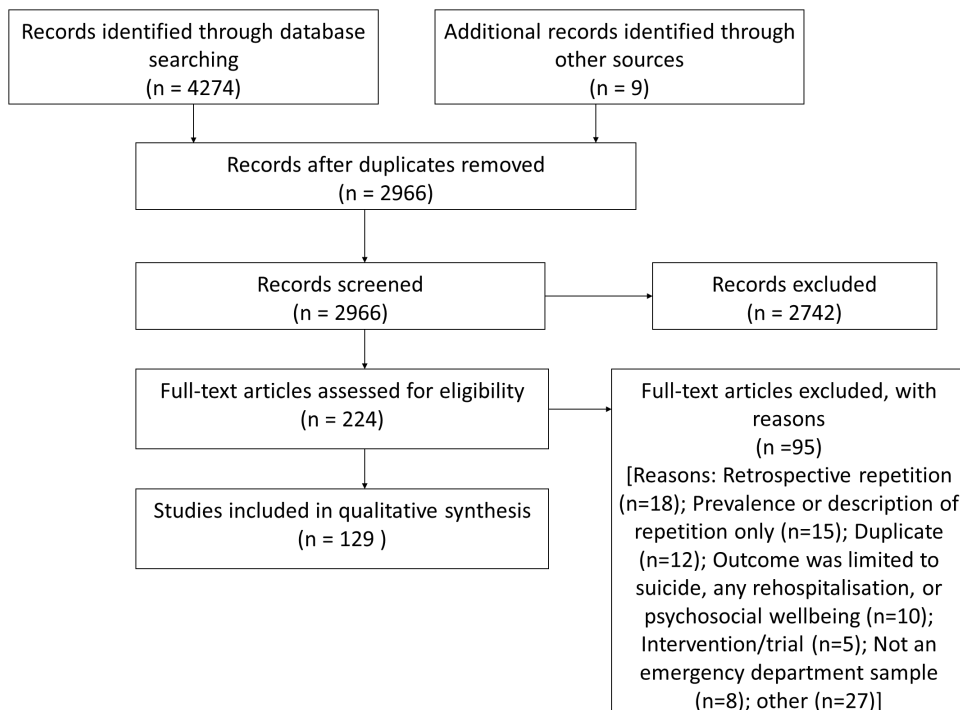 Records identified through database
searching
(n = 4274)
Additional records identified through
other sources
(n = 9)
Records after duplicates removed
(n = 2966)
Records screened
(n = 2966)
Records excluded
(n = 2742)
Full-text articles assessed for eligibility
(n = 224)
Full-text articles excluded, with
reasons
(n =95)
[Reasons: Retrospective repetition
(n=18); Prevalence or description of
repetition only (n=15); Duplicate
(n=12); Outcome was limited to
suicide, any rehospitalisation, or
psychosocial wellbeing (n=10);
Intervention/trial (n=5); Not an
emergency department sample
(n=8); other (n=27)]
Studies included in qualitative synthesis
(n = 129 )